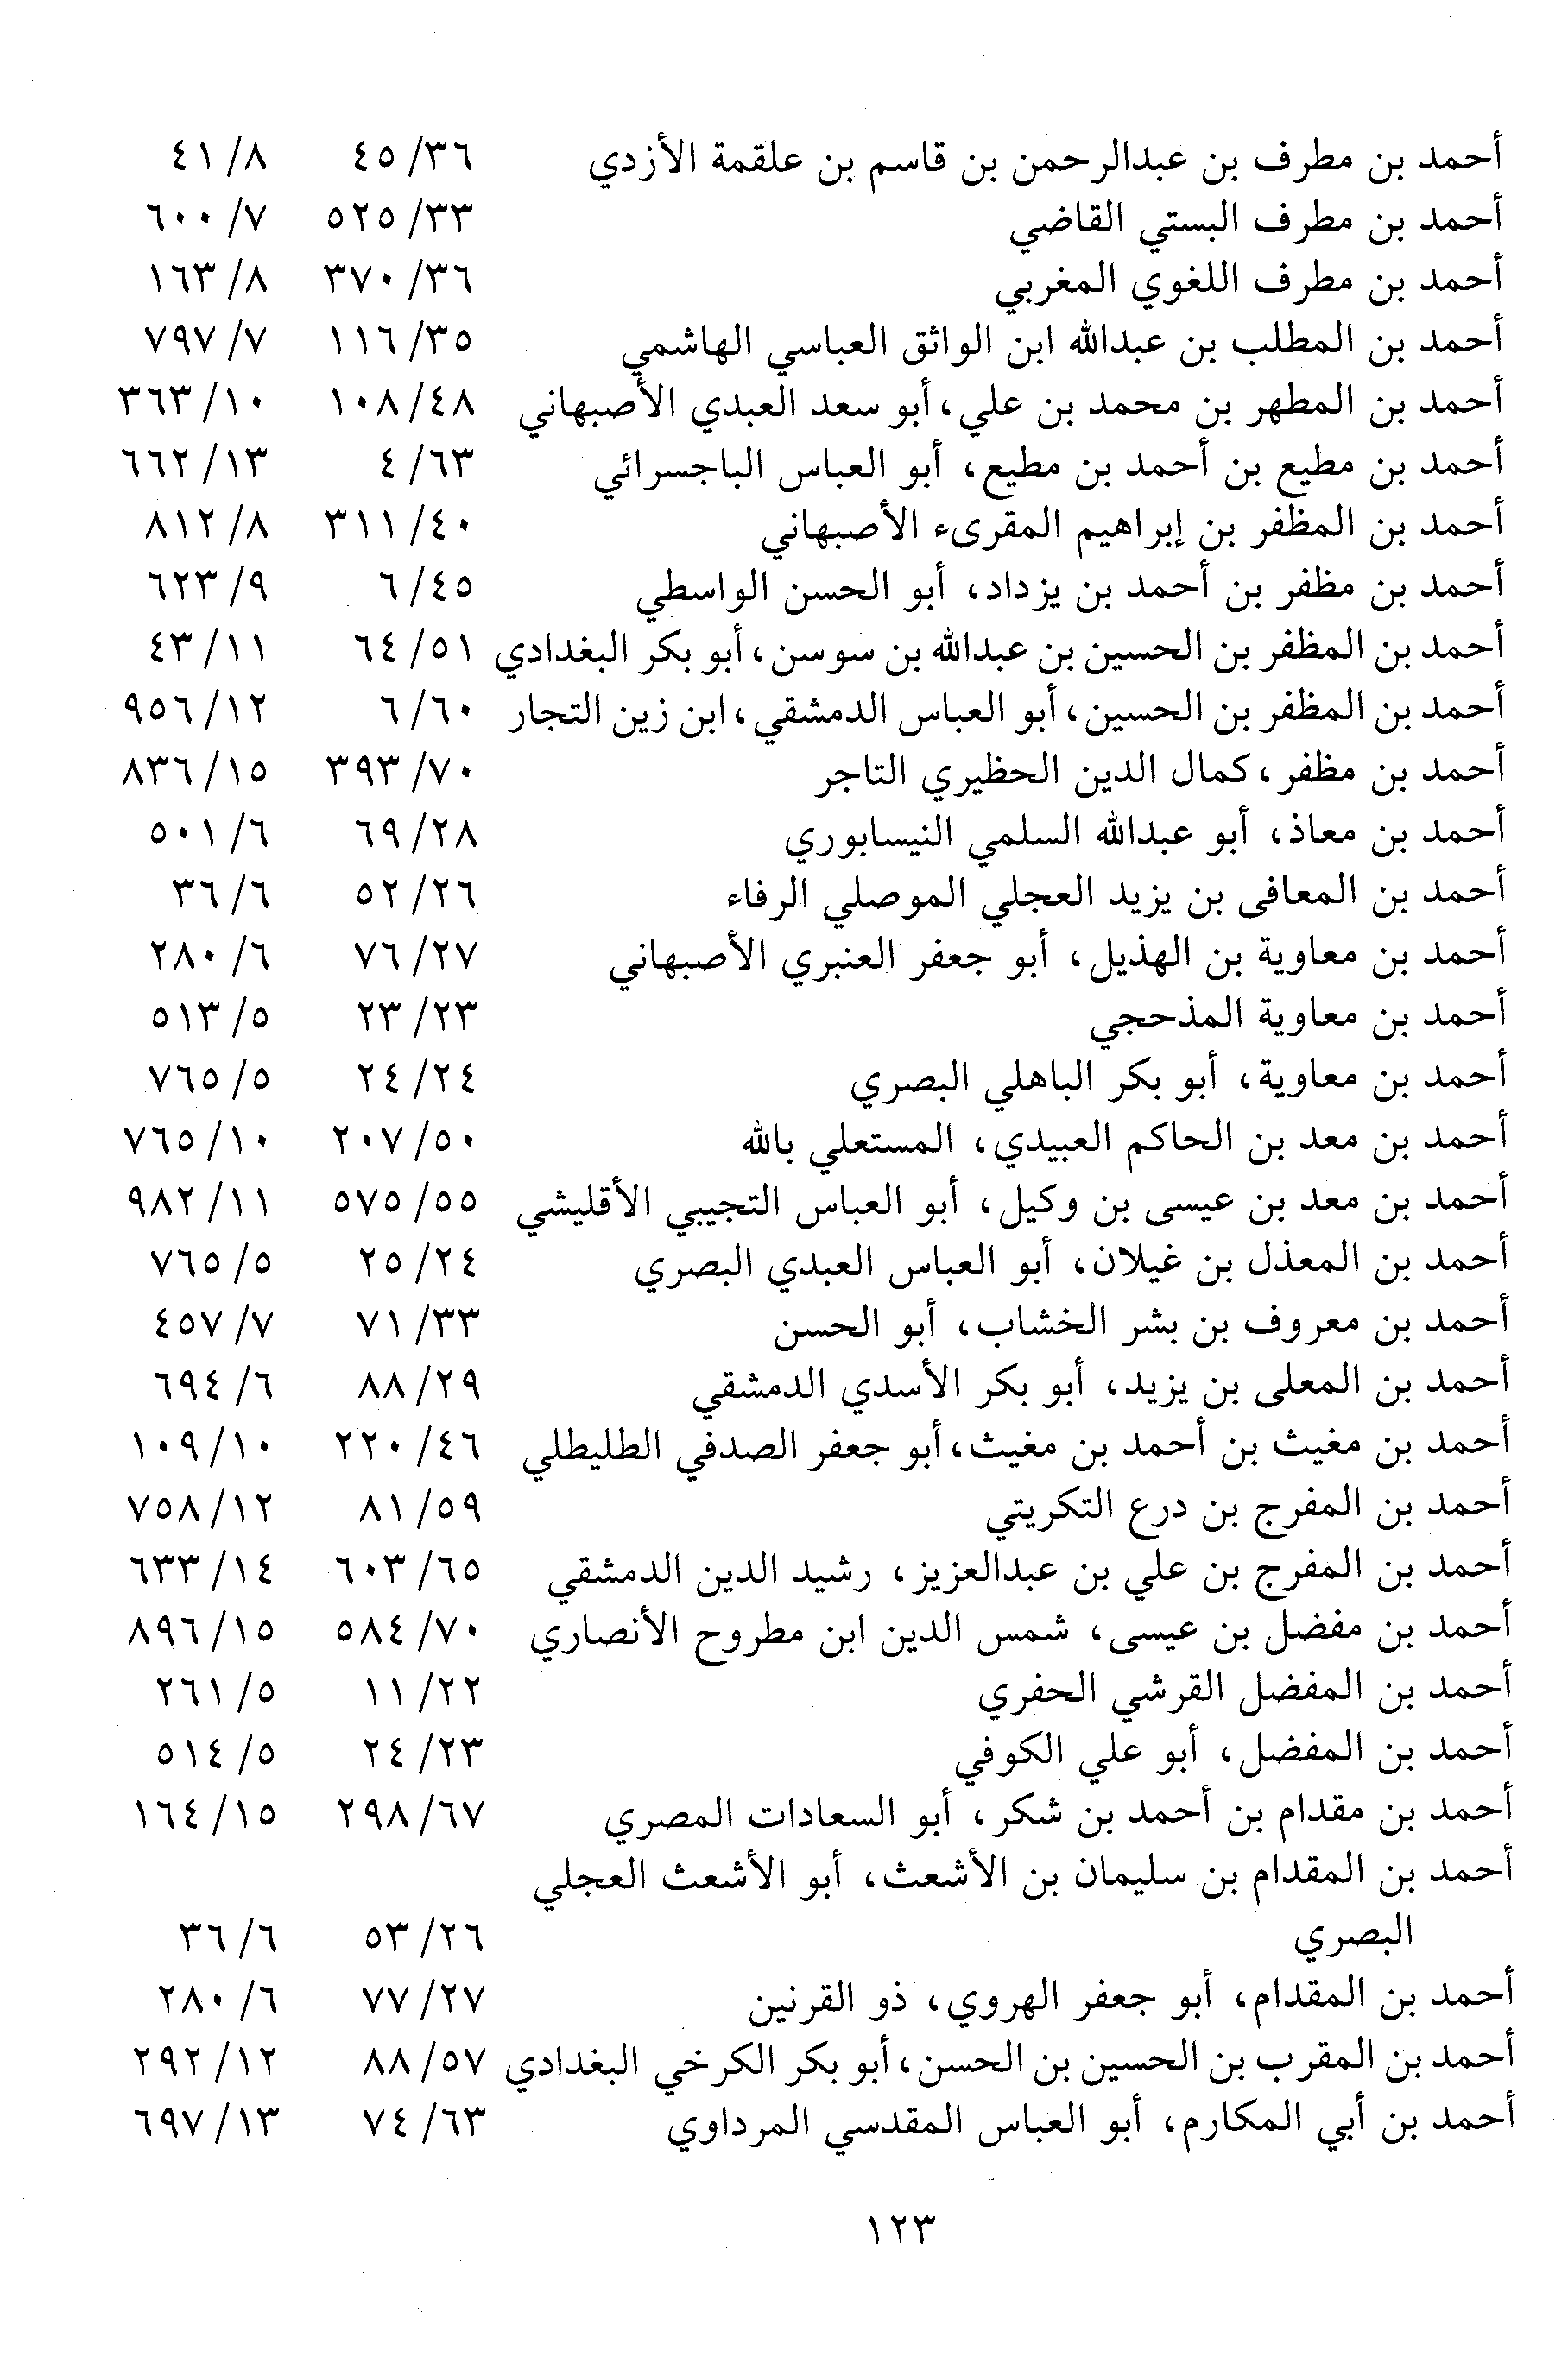 أحمد بن مطرف بن عبدالرحمن بن قاسم بن علقمة الأزدي ٣٦/ ٤٥ ٨/ ٤١
أحمد بن مطرف البستي القاضي ٣٣/ ٥٢٥ ٧/ ٦٠٠
أحمد بن مطرف اللغوي المغربي ٣٦/ ٣٧٠ ٨/ ١٦٣
أحمد بن المطلب بن عبدالله ابن الواثق العباسي الهاشمي ٣٥/ ١١٦ ٧/ ٧٩٧
أحمد بن المطهر بن محمد بن علي، أبو سعد العبدي الأصبهاني ٤٨/ ١٠٨ ١٠/ ٣٦٣
أحمد بن مطيع بن أحمد بن مطيع، أبو العباس الباجسرائي ٦٣/ ٤ ١٣/ ٦٦٢
أحمد بن المظفر بن إبراهيم المقرىء الأصبهاني ٤٠/ ٣١١ ٨/ ٨١٢
أحمد بن مظفر بن أحمد بن يزداد، أبو الحسن الواسطي ٤٥/ ٦ ٩/ ٦٢٣
أحمد بن المظفر بن الحسين بن عبدالله بن سوسن، أبو بكر البغدادي ٥١/ ٦٤ ١١/ ٤٣
أحمد بن المظفر بن الحسين، أبو العباس الدمشقي، ابن زين التجار ٦٠/ ٦ ١٢/ ٩٥٦
أحمد بن مظفر، كمال الدين الحظيري التاجر ٧٠/ ٣٩٣ ١٥/ ٨٣٦
أحمد بن معاذ، أبو عبدالله السلمي النيسابوري ٢٨/ ٦٩ ٦/ ٥٠١
أحمد بن المعافى بن يزيد العجلي الموصلي الرفاء ٢٦/ ٥٢ ٦/ ٣٦
أحمد بن معاوية بن الهذيل، أبو جعفر العنبري الأصبهاني ٢٧/ ٧٦ ٦/ ٢٨٠
أحمد بن معاوية المذحجي ٢٣/ ٢٣ ٥/ ٥١٣
أحمد بن معاوية، أبو بكر الباهلي البصري ٢٤/ ٢٤ ٥/ ٧٦٥
أحمد بن معد بن الحاكم العبيدي، المستعلي بالله ٥٠/ ٢٠٧ ١٠/ ٧٦٥
أحمد بن معد بن عيسى بن وكيل، أبو العباس التجيبي الأقليشي ٥٥/ ٥٧٥ ١١/ ٩٨٢
أحمد بن المعذل بن غيلان، أبو العباس العبدي البصري ٢٤/ ٢٥ ٥/ ٧٦٥
أحمد بن معروف بن بشر الخشاب، أبو الحسن ٣٣/ ٧١ ٧/ ٤٥٧
أحمد بن المعلى بن يزيد، أبو بكر الأسدي الدمشقي ٢٩/ ٨٨ ٦/ ٦٩٤
أحمد بن مغيث بن أحمد بن مغيث، أبو جعفر الصدفي الطليطلي ٤٦/ ٢٢٠ ١٠/ ١٠٩
أحمد بن المفرج بن درع التكريتي ٥٩/ ٨١ ١٢/ ٧٥٨
أحمد بن المفرج بن علي بن عبدالعزيز، رشيد الدين الدمشقي ٦٥/ ٦٠٣ ١٤/ ٦٣٣
أحمد بن مفضل بن عيسى، شمس الدين ابن مطروح الأنصاري ٧٠/ ٥٨٤ ١٥/ ٨٩٦
أحمد بن المفضل القرشي الحفري ٢٢/ ١١ ٥/ ٢٦١
أحمد بن المفضل، أبو علي الكوفي ٢٣/ ٢٤ ٥/ ٥١٤
أحمد بن مقدام بن أحمد بن شكر، أبو السعادات المصري ٦٧/ ٢٩٨ ١٥/ ١٦٤
أحمد بن المقدام بن سليمان بن الأشعث، أبو الأشعث العجلي
البصري ٢٦/ ٥٣ ٦/ ٣٦
أحمد بن المقدام، أبو جعفر الهروي، ذو القرنين ٢٧/ ٧٧ ٦/ ٢٨٠
أحمد بن المقرب بن الحسين بن الحسن، أبو بكر الكرخي البغدادي ٥٧/ ٨٨ ١٢/ ٢٩٢
أحمد بن أبي المكارم، أبو العباس المقدسي المرداوي ٦٣/ ٧٤ ١٣/ ٦٩٧
١٢٣